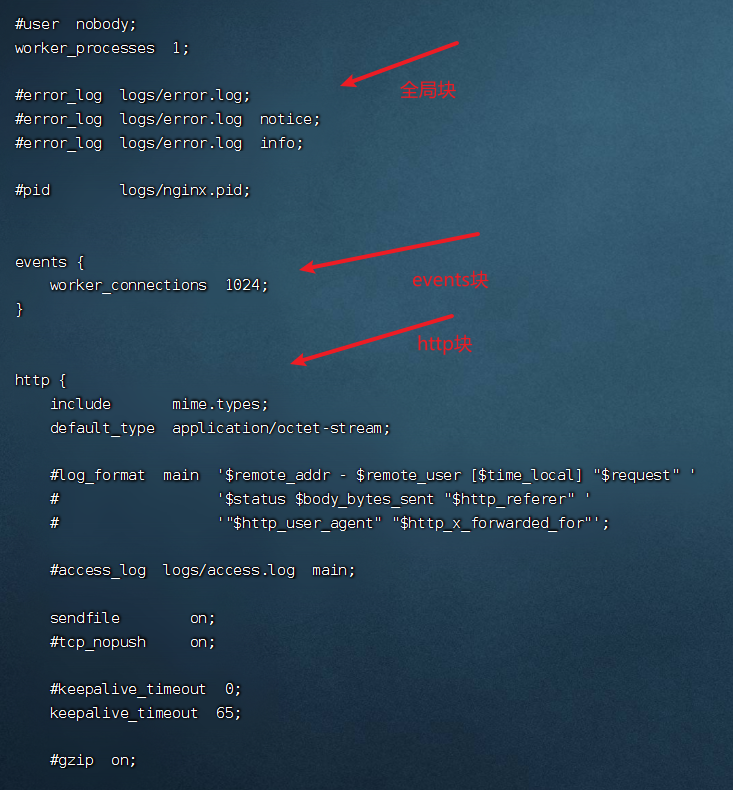 #user  nobody;
worker_processes  1;
全局块
#error_log  logs/error.log;
#error_log  logs/error.log  notice;
#error_log  logs/error.log  info;
#pid        logs/nginx.pid;
events {
events块
    worker_connections  1024;
}
http块
http {
    include       mime.types;
    default_type  application/octet-stream;
    #log_format  main  '$remote_addr - $remote_user [$time_local] "$request" '
    #                  '$status $body_bytes_sent "$http_referer" '
    #                  '"$http_user_agent" "$http_x_forwarded_for"';
    #access_log  logs/access.log  main;
    sendfile        on;
    #tcp_nopush     on;
    #keepalive_timeout  0;
    keepalive_timeout  65;
    #gzip  on;